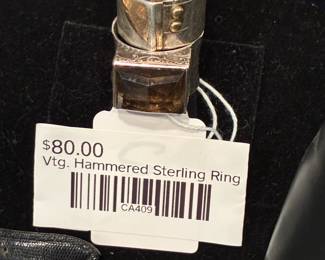 $80.00
Vtg. Hammered Sterling Ring
CA409